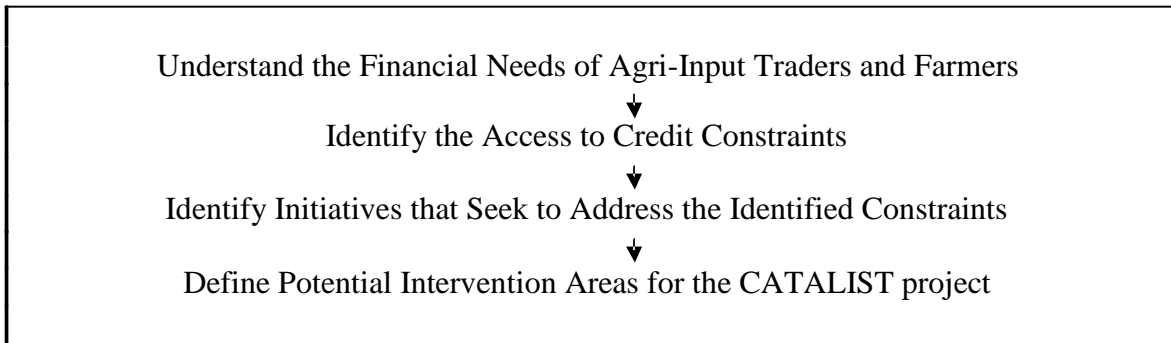 Understand the Financial Needs of Agri-Input Traders and Farmers
Identify the Access to Credit Constraints
Identify Initiatives that Seek to Address the Identified Constraints
Define Potential Intervention Areas for the CATALIST project